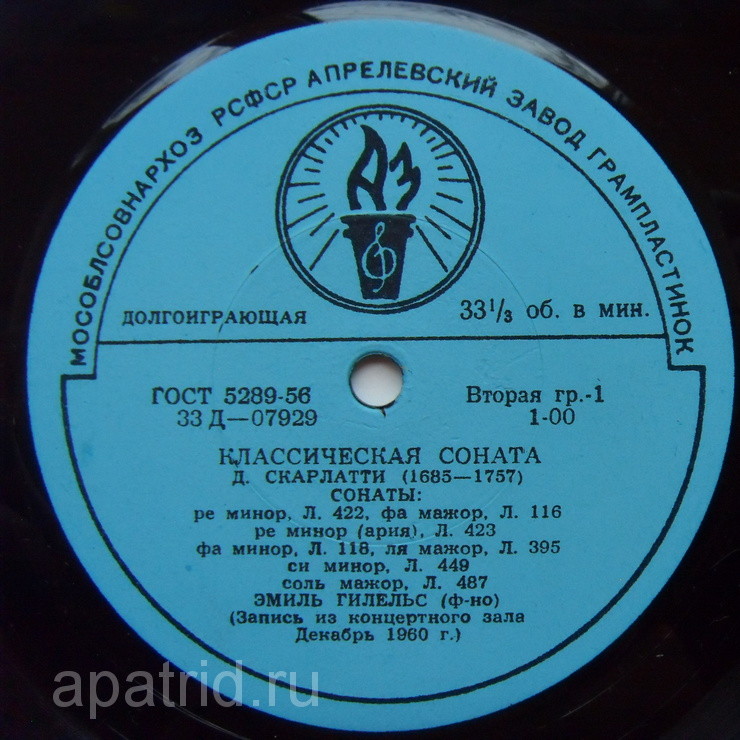 МОСОБЛСОВНАРХОЗ РСФСР АПРЕЛЕВСКИЙ ЗАВОД ГРАМПЛАСТИНОК
АЗ
ДОЛГОИГРАЮЩАЯ 33⅓ об. в мин.
ГОСТ 5289-56 Вторая гр.-1
33 Д—07929 1-00
КЛАССИЧЕСКАЯ СОНАТА
Д. СКАРЛАТТИ (1685—1757)
СОНАТЫ:
ре минор, Л. 422, фа мажор, Л. 116
ре минор (ария), Л. 423
фа минор, Л. 118, ля мажор, Л. 395
си минор, Л. 449
соль мажор, Л. 487
ЭМИЛЬ ГИЛЕЛЬС (ф-но)
(Запись из концертного зала
Декабрь 1960 г.)
apatrid.ru